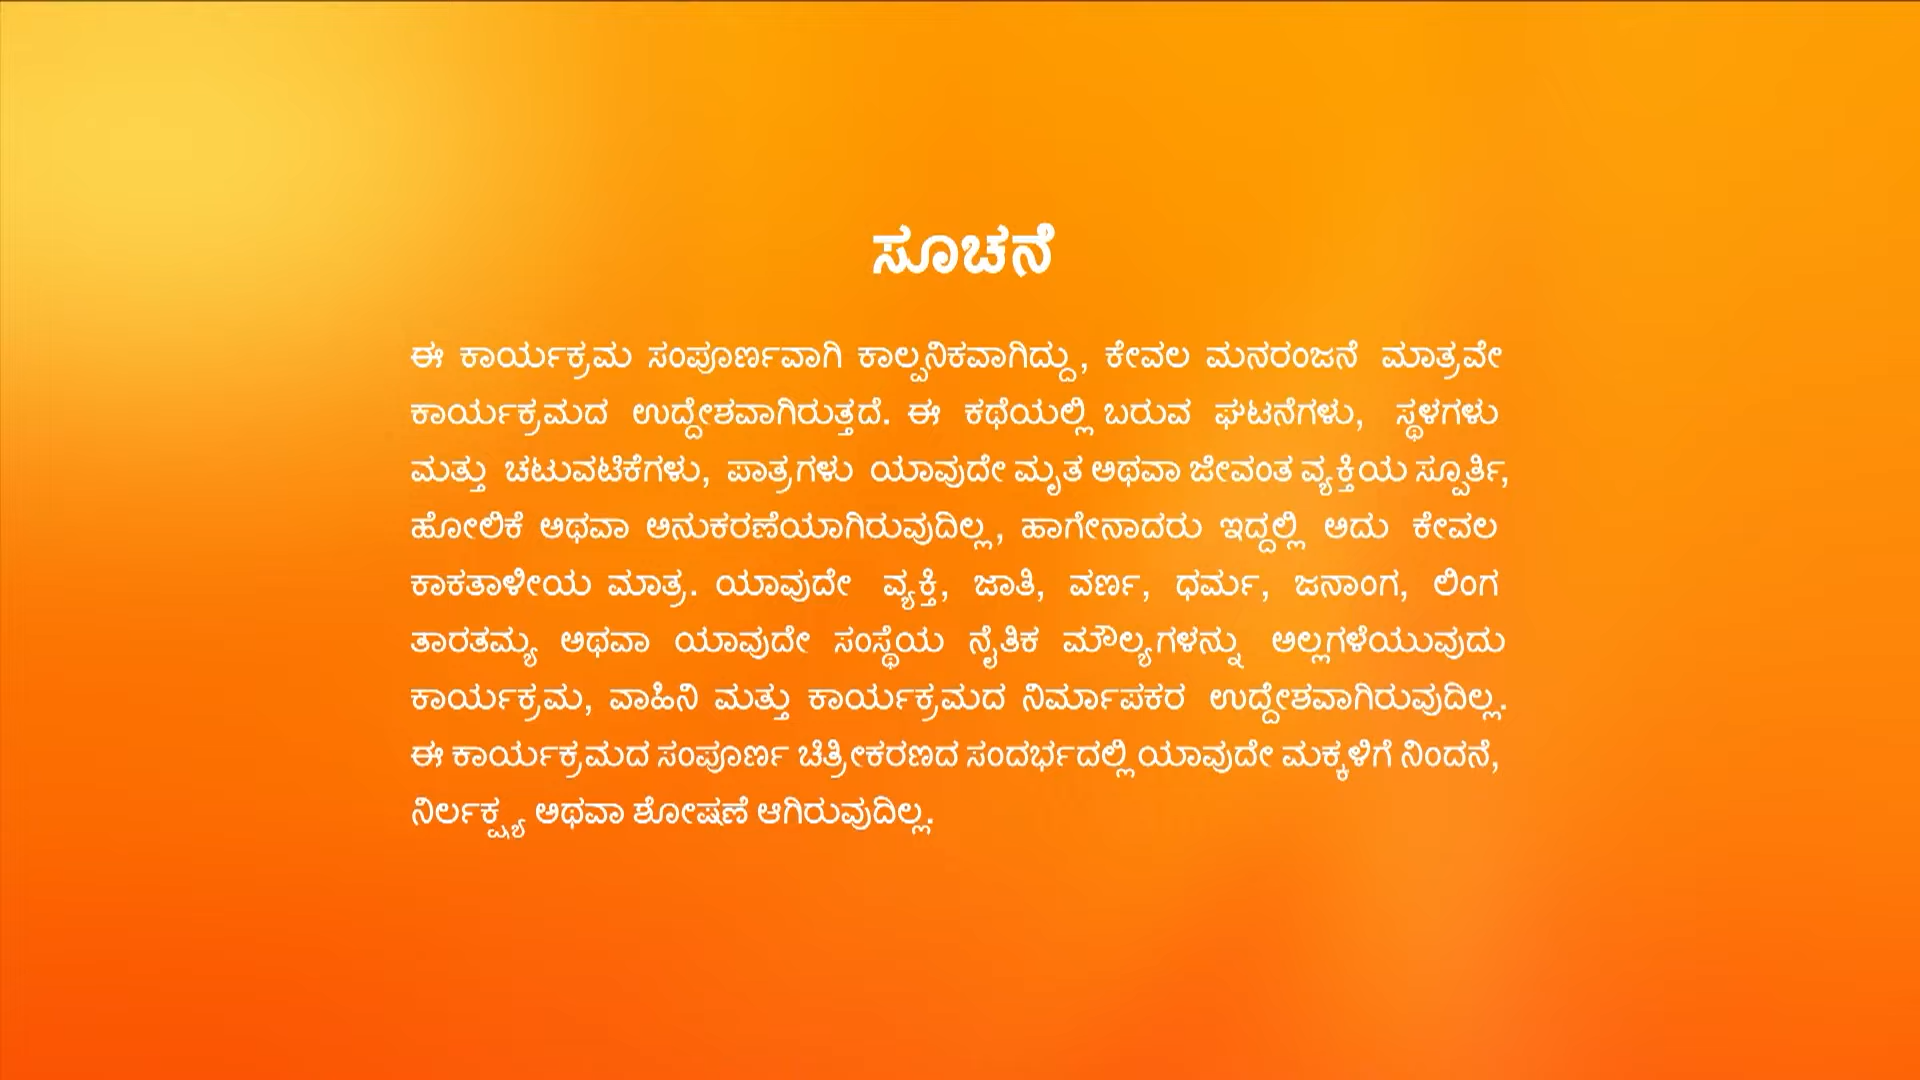 ಸೂಚನೆ
ಈ ಕಾರ್ಯಕ್ರಮ ಸಂಪೂರ್ಣವಾಗಿ ಕಾಲ್ಪನಿಕವಾಗಿದ್ದು, ಕೇವಲ ಮನರಂಜನೆ ಮಾತ್ರವೇ
ಕಾರ್ಯಕ್ರಮದ ಉದ್ದೇಶವಾಗಿರುತ್ತದೆ. ಈ ಕಥೆಯಲ್ಲಿ ಬರುವ ಘಟನೆಗಳು, ಸ್ಥಳಗಳು
ಮತ್ತು ಚಟುವಟಿಕೆಗಳು, ಪಾತ್ರಗಳು ಯಾವುದೇ ಮೃತ ಅಥವಾ ಜೀವಂತ ವ್ಯಕ್ತಿಯ ಸ್ಪೂರ್ತಿ,
ಹೋಲಿಕೆ ಅಥವಾ ಅನುಕರಣೆಯಾಗಿರುವುದಿಲ್ಲ, ಹಾಗೇನಾದರು ಇದ್ದಲ್ಲಿ ಅದು ಕೇವಲ
ಕಾಕತಾಳೀಯ ಮಾತ್ರ. ಯಾವುದೇ ವ್ಯಕ್ತಿ, ಜಾತಿ, ವರ್ಣ, ಧರ್ಮ, ಜನಾಂಗ, ಲಿಂಗ
ತಾರತಮ್ಯ ಅಥವಾ ಯಾವುದೇ ಸಂಸ್ಥೆಯ ನೈತಿಕ ಮೌಲ್ಯಗಳನ್ನು ಅಲ್ಲಗಳೆಯುವುದು
ಕಾರ್ಯಕ್ರಮ, ವಾಹಿನಿ ಮತ್ತು ಕಾರ್ಯಕ್ರಮದ ನಿರ್ಮಾಪಕರ ಉದ್ದೇಶವಾಗಿರುವುದಿಲ್ಲ.
ಈ ಕಾರ್ಯಕ್ರಮದ ಸಂಪೂರ್ಣ ಚಿತ್ರೀಕರಣದ ಸಂದರ್ಭದಲ್ಲಿ ಯಾವುದೇ ಮಕ್ಕಳಿಗೆ ನಿಂದನೆ,
ನಿರ್ಲಕ್ಷ್ಯ ಅಥವಾ ಶೋಷಣೆ ಆಗಿರುವುದಿಲ್ಲ.